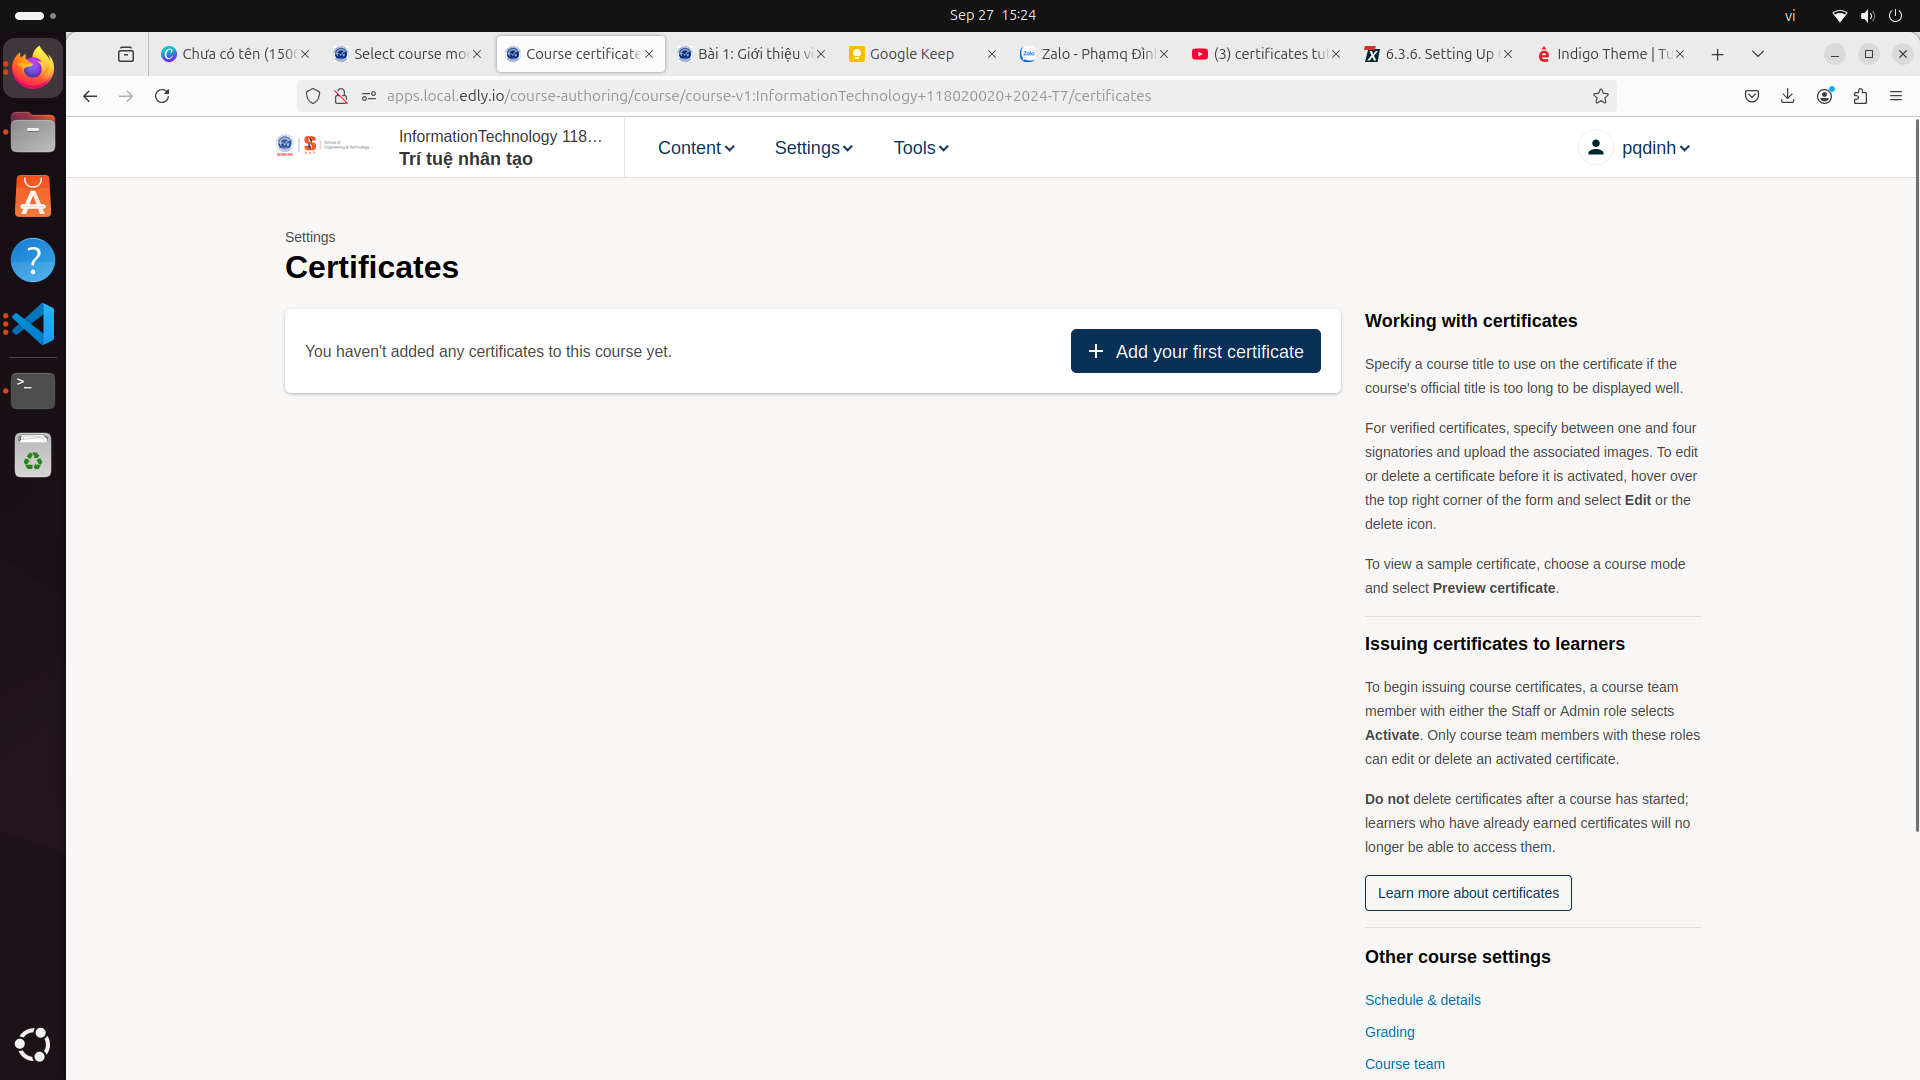 Sep 27 15:24
vi
Chưa có tên (150
Select course mo
Course certificate
Bài 1: Giới thiệu v
Google Keep
Zalo - Phạmq Đìn
(3) certificates tu
6.3.6. Setting Up
Indigo Theme | Tu
apps.local.edly.io/course-authoring/course/course-v1:InformationTechnology+118020020+2024-T7/certificates
School of
Engineering & Technology
InformationTechnology 118...
Trí tuệ nhân tạo
Content
Settings
Tools
pqdinh
Settings
Certificates
You haven't added any certificates to this course yet.
Add your first certificate
Working with certificates
Specify a course title to use on the certificate if the
course's official title is too long to be displayed well.
For verified certificates, specify between one and four
signatories and upload the associated images. To edit
or delete a certificate before it is activated, hover over
the top right corner of the form and select Edit or the
delete icon.
To view a sample certificate, choose a course mode
and select Preview certificate.
Issuing certificates to learners
To begin issuing course certificates, a course team
member with either the Staff or Admin role selects
Activate. Only course team members with these roles
can edit or delete an activated certificate.
Do not delete certificates after a course has started;
learners who have already earned certificates will no
longer be able to access them.
Learn more about certificates
Other course settings
Schedule & details
Grading
Course team